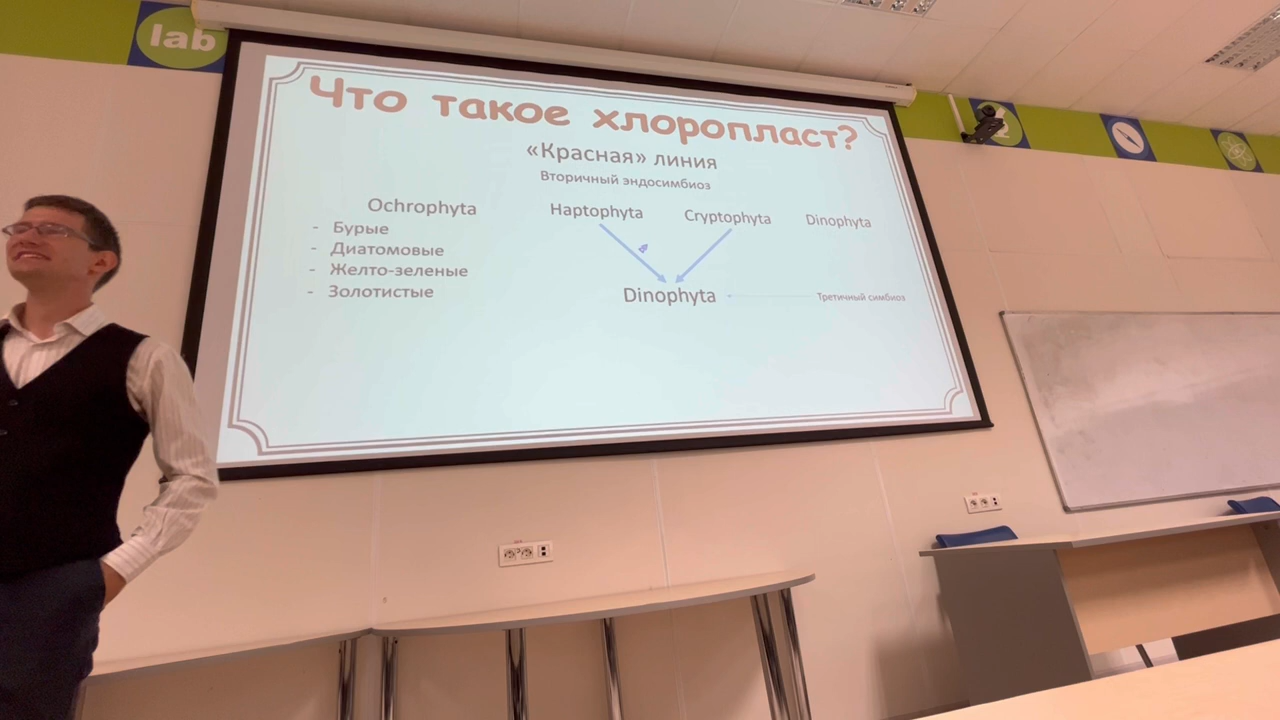 lab
Что такое хлоропласт?
«Красная» линия
Вторичный эндосимбиоз
Ochrophyta Haptophyta Cryptophyta Dinophyta
- Бурые
- Диатомовые
- Желто-зеленые
- Золотистые
Dinophyta
Третичный симбиоз